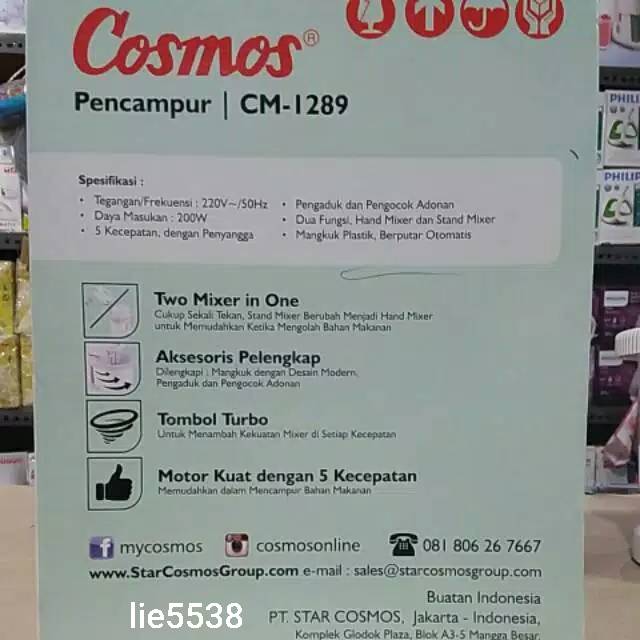 Cosmos®
Pencampur | CM-1289
Spesifikasi :
• Tegangan/Frekuensi : 220V~/50Hz
• Daya Masukan : 200W
• 5 Kecepatan, dengan Penyangga
• Pengaduk dan Pengocok Adonan
• Dua Fungsi, Hand Mixer dan Stand Mixer
• Mangkuk Plastik, Berputar Otomatis
Two Mixer in One
Cukup Sekali Tekan, Stand Mixer Berubah Menjadi Hand Mixer
untuk Memudahkan Ketika Mengolah Bahan Makanan
Aksesoris Pelengkap
Dilengkapi : Mangkuk dengan Desain Modern,
Pengaduk dan Pengocok Adonan
Tombol Turbo
Untuk Menambah Kekuatan Mixer di Setiap Kecepatan
Motor Kuat dengan 5 Kecepatan
Memudahkan dalam Mencampur Bahan Makanan
f mycosmos cosmosonline 081 806 26 7667
www.StarCosmosGroup.com e-mail : sales@starcosmosgroup.com
Buatan Indonesia
PT. STAR COSMOS, Jakarta - Indonesia,
Komplek Glodok Plaza, Blok A3-5 Mangga Besar,
lie5538
PHILI
PHILIP